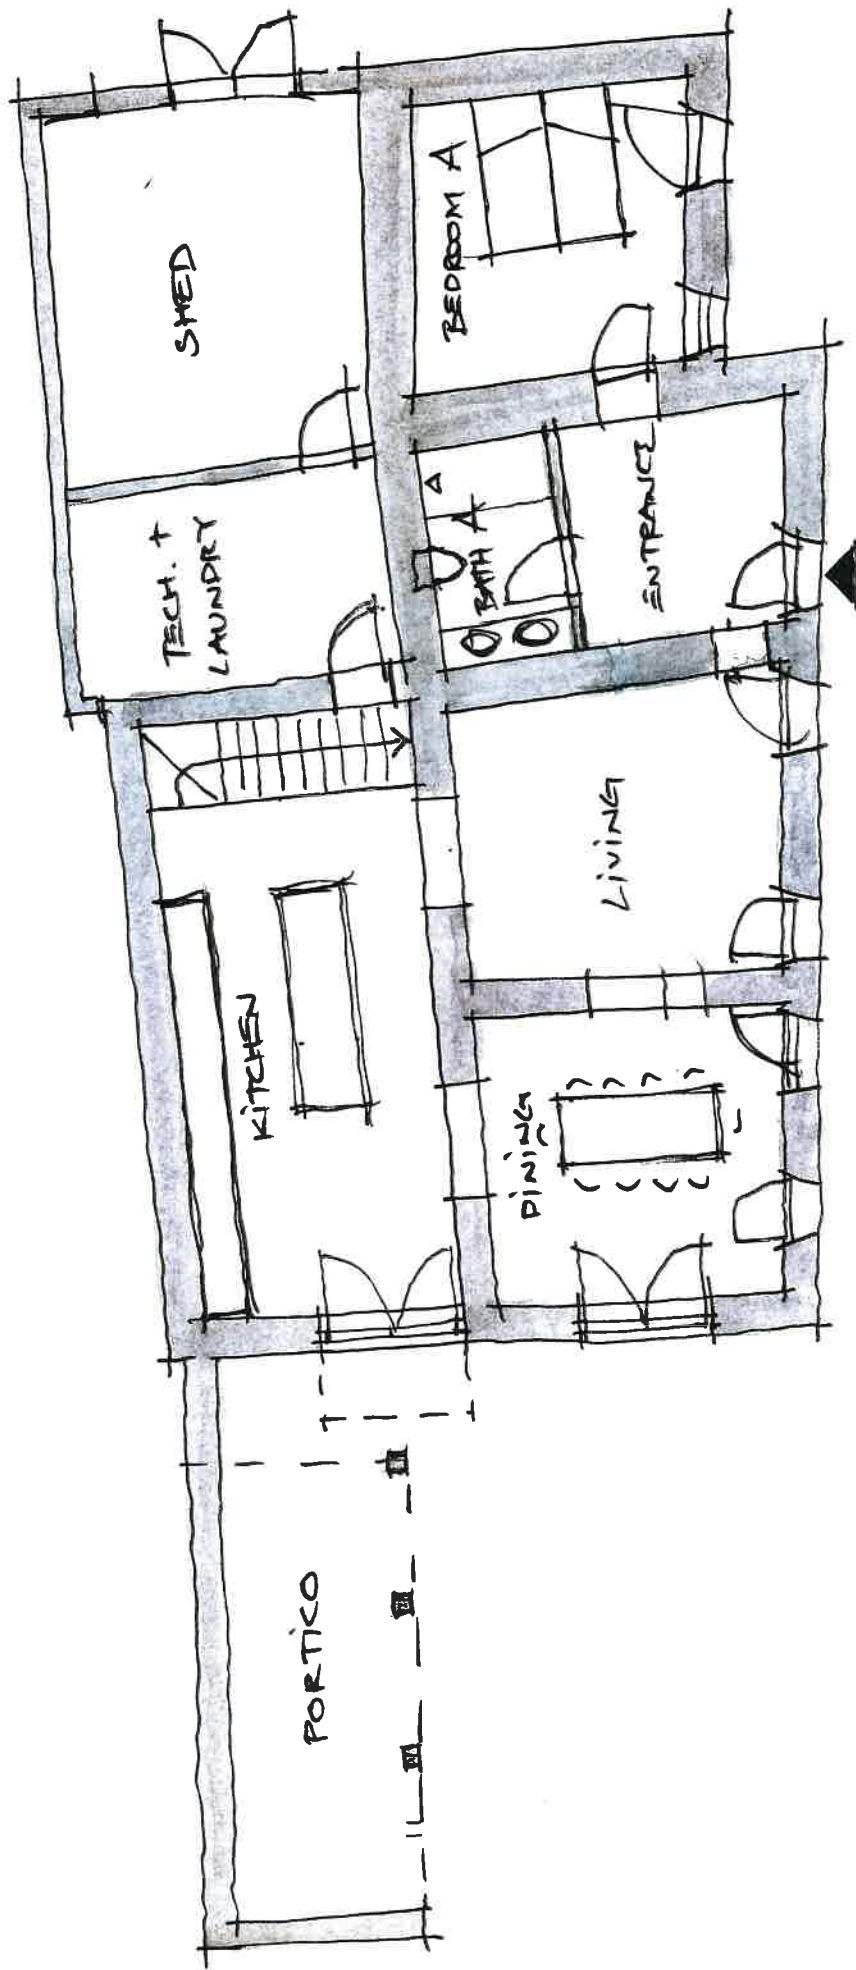 PORTICO
KITCHEN
DINING
LIVING
TECH. +
LAUNDRY
SHED
BATH A
ENTRANCE
BEDROOM A